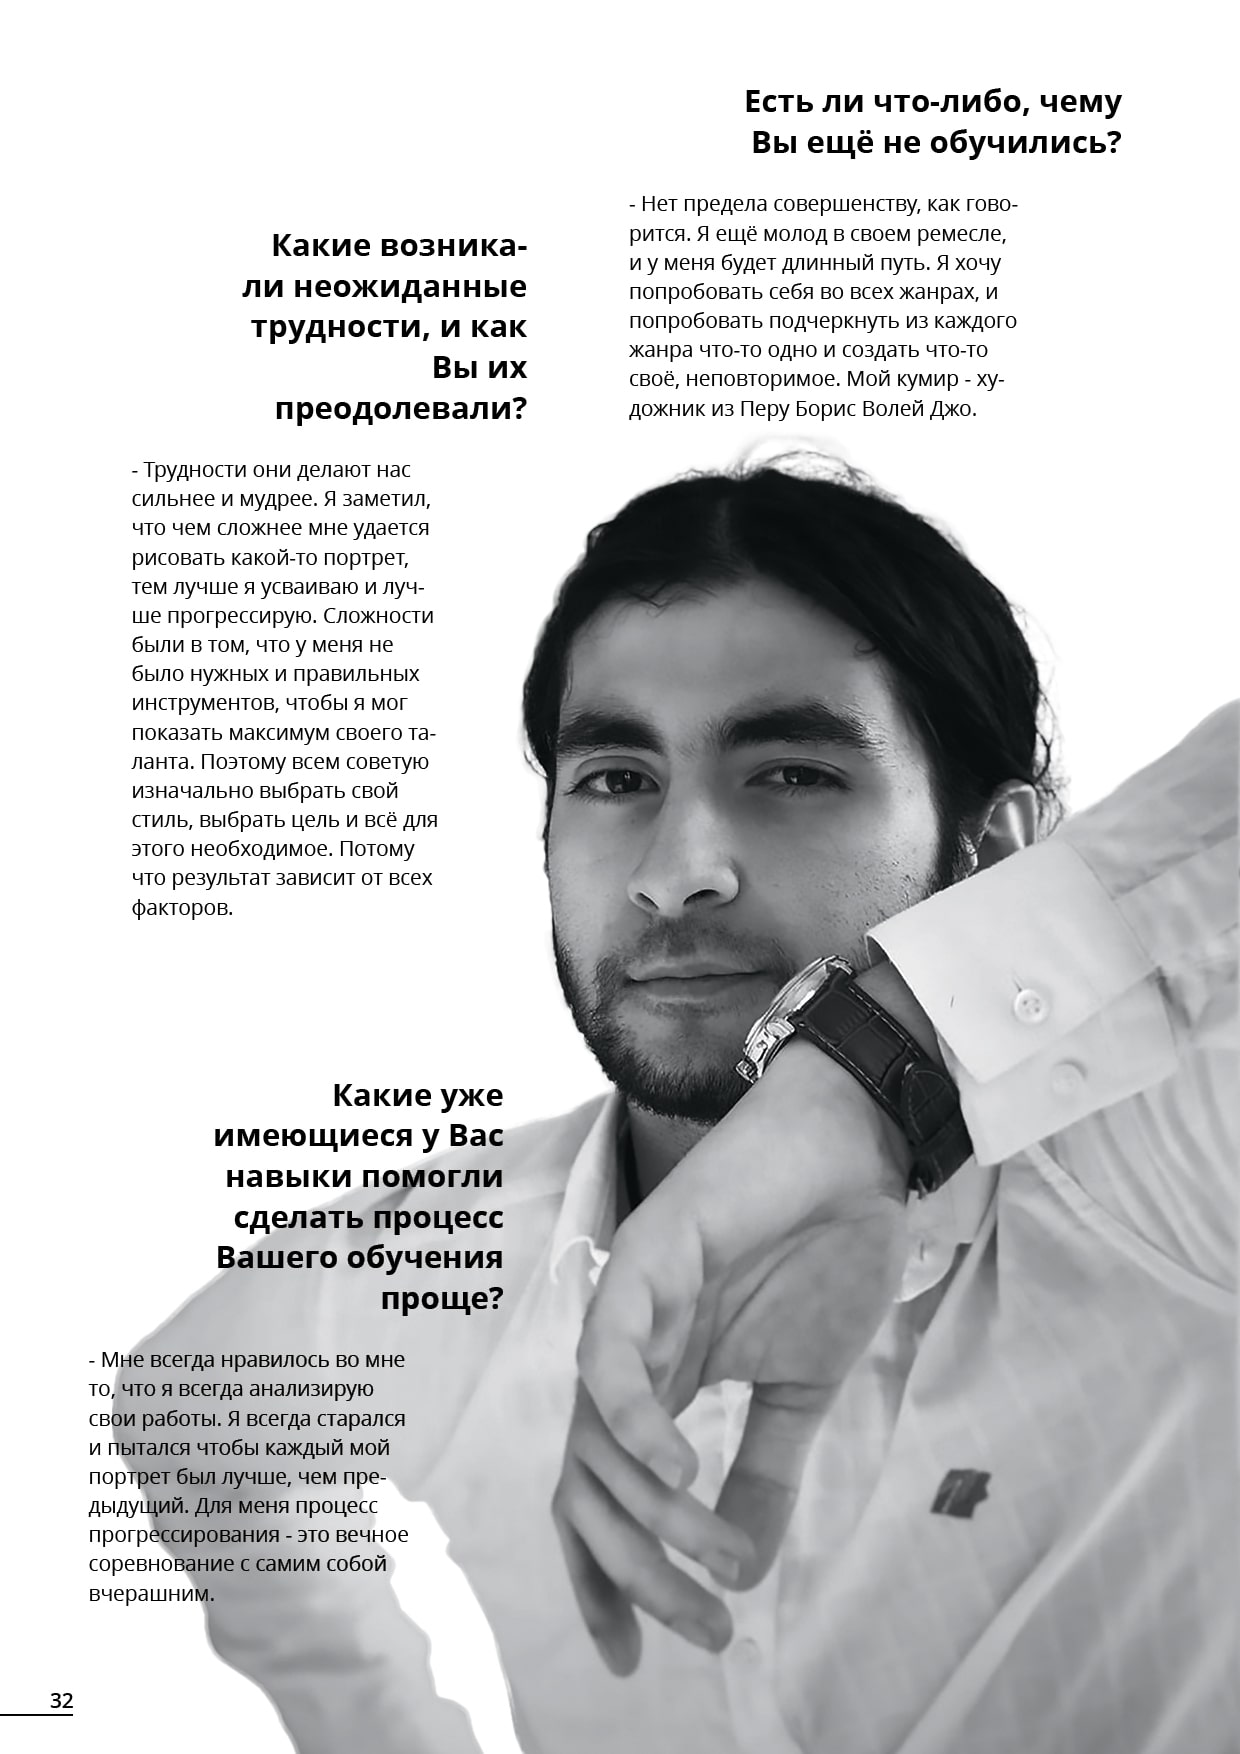 Какие возника-
ли неожиданные
трудности, и как
Вы их
преодолевали?
- Трудности они делают нас
сильнее и мудрее. Я заметил,
что чем сложнее мне удается
рисовать какой-то портрет,
тем лучше я усваиваю и луч-
ше прогрессирую. Сложности
были в том, что у меня не
было нужных и правильных
инструментов, чтобы я мог
показать максимум своего та-
ланта. Поэтому всем советую
изначально выбрать свой
стиль, выбрать цель и всё для
этого необходимое. Потому
что результат зависит от всех
факторов.
Какие уже
имеющиеся у Вас
навыки помогли
сделать процесс
Вашего обучения
проще?
- Мне всегда нравилось во мне
то, что я всегда анализирую
свои работы. Я всегда старался
и пытался чтобы каждый мой
портрет был лучше, чем пре-
дыдущий. Для меня процесс
прогрессирования - это вечное
соревнование с самим собой
вчерашним.
Есть ли что-либо, чему
Вы ещё не обучились?
- Нет предела совершенству, как гово-
рится. Я ещё молод в своем ремесле,
и у меня будет длинный путь. Я хочу
попробовать себя во всех жанрах, и
попробовать подчеркнуть из каждого
жанра что-то одно и создать что-то
своё, неповторимое. Мой кумир - ху-
дожник из Перу Борис Волей Джо.
32